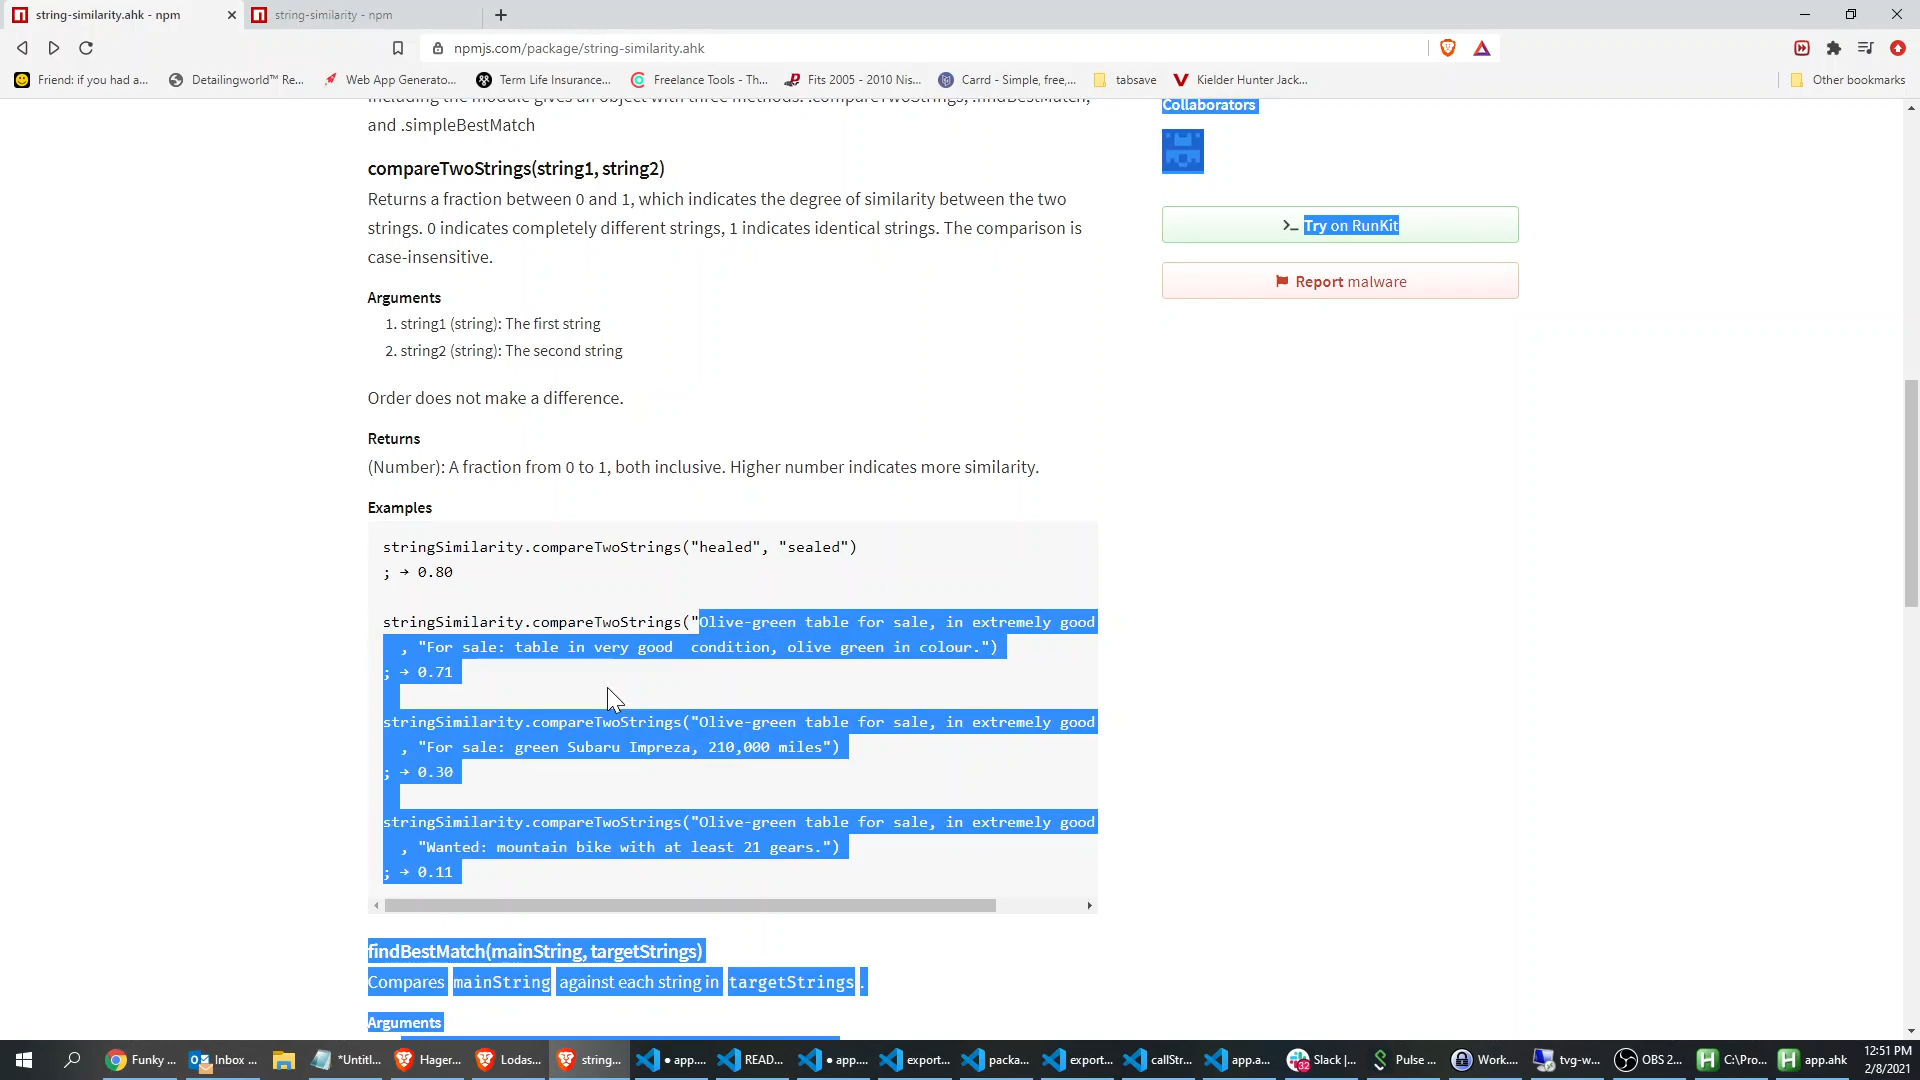 string-similarity.ahk - npm
string-similarity - npm
npmjs.com/package/string-similarity.ahk
Friend: if you had a...
Detailingworld™ Re...
Web App Generato...
Term Life Insurance...
Freelance Tools - Th...
Fits 2005 - 2010 Nis...
Carrd - Simple, free,...
tabsave
Kielder Hunter Jack...
Other bookmarks
including the module gives an object with three methods: .compareTwoStrings, .findBestMatch,
and .simpleBestMatch
compareTwoStrings(string1, string2)
Returns a fraction between 0 and 1, which indicates the degree of similarity between the two
strings. 0 indicates completely different strings, 1 indicates identical strings. The comparison is
case-insensitive.
Arguments
1. string1 (string): The first string
2. string2 (string): The second string
Order does not make a difference.
Returns
(Number): A fraction from 0 to 1, both inclusive. Higher number indicates more similarity.
Examples
stringSimilarity.compareTwoStrings("healed", "sealed")
; → 0.80
stringSimilarity.compareTwoStrings("Olive-green table for sale, in extremely good
, "For sale: table in very good  condition, olive green in colour.")
; → 0.71
stringSimilarity.compareTwoStrings("Olive-green table for sale, in extremely good
, "For sale: green Subaru Impreza, 210,000 miles")
; → 0.30
stringSimilarity.compareTwoStrings("Olive-green table for sale, in extremely good
, "Wanted: mountain bike with at least 21 gears.")
; → 0.11
findBestMatch(mainString, targetStrings)
Compares mainString against each string in targetStrings .
Arguments
Collaborators
Try on RunKit
Report malware
Funky ...
Inbox ...
*Untitl...
Hager...
Lodas...
string...
● app....
READ...
● app....
export...
packa...
export...
callStr...
app.a...
Slack |...
Pulse ...
Work....
tvg-w...
OBS 2...
C:\Pro...
app.ahk
12:51 PM
2/8/2021